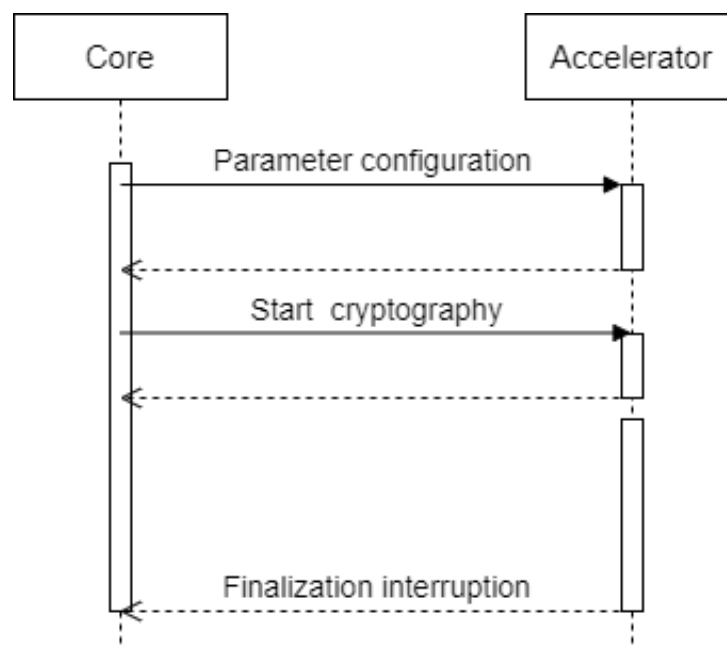 Core
Accelerator
Parameter configuration
Start cryptography
Finalization interruption